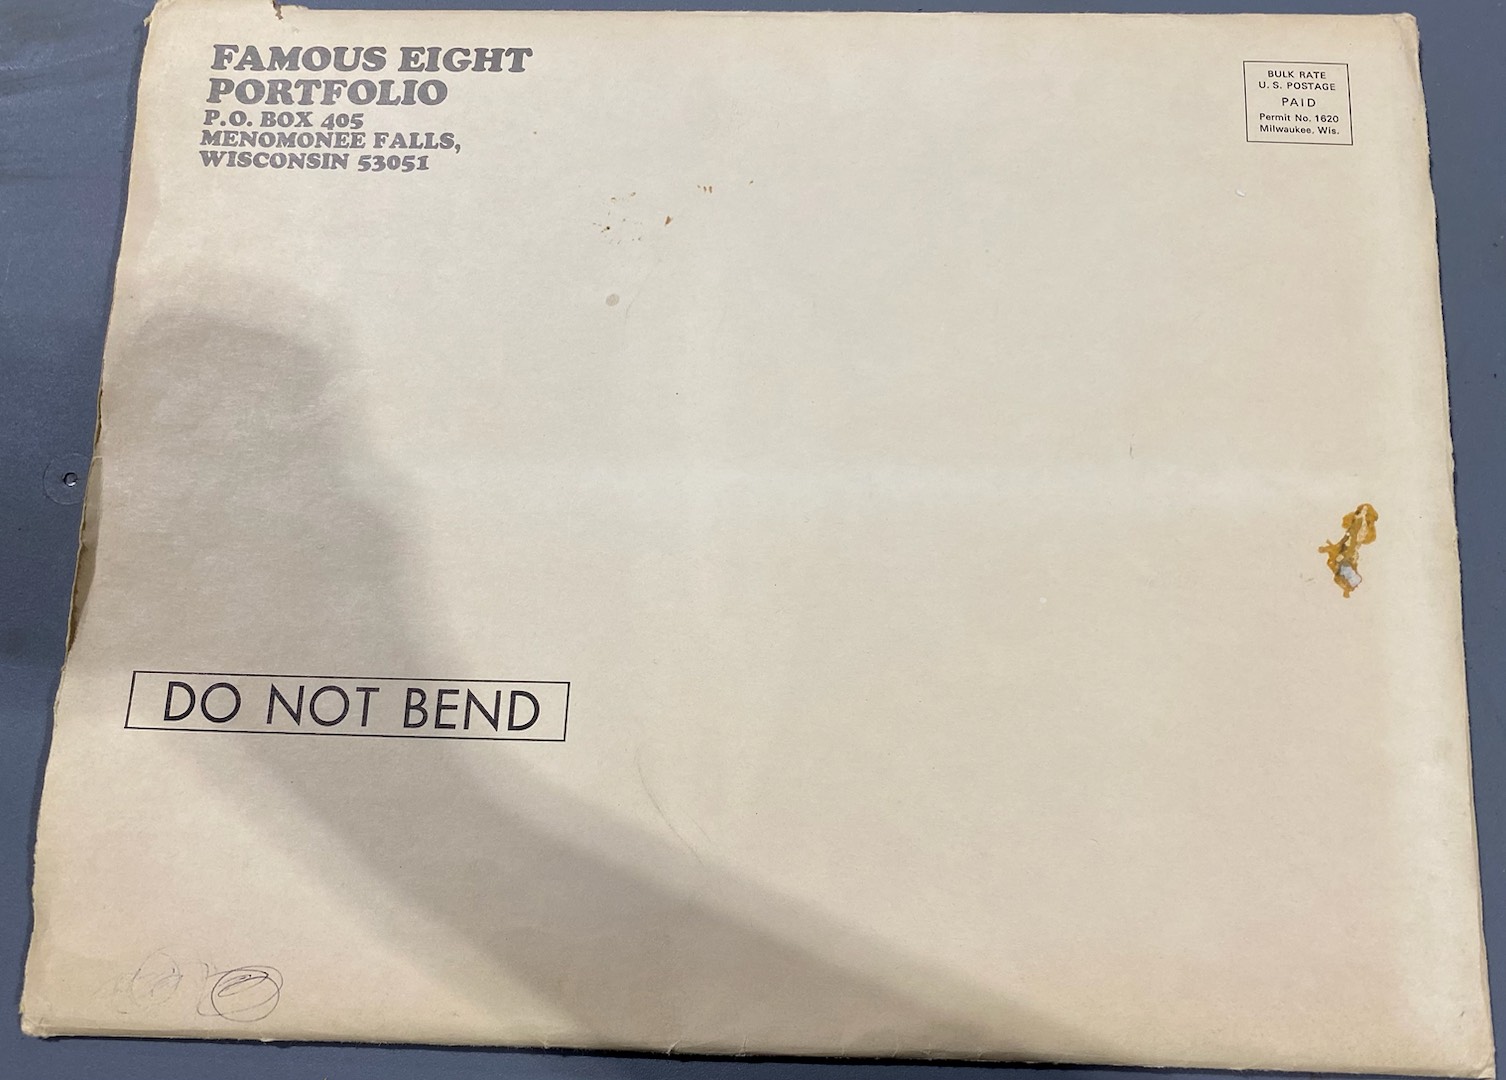 FAMOUS EIGHT
PORTFOLIO
P.O. BOX 405
MENOMONEE FALLS,
WISCONSIN 53051
BULK RATE
U. S. POSTAGE
PAID
Permit No. 1620
Milwaukee, Wis.
DO NOT BEND